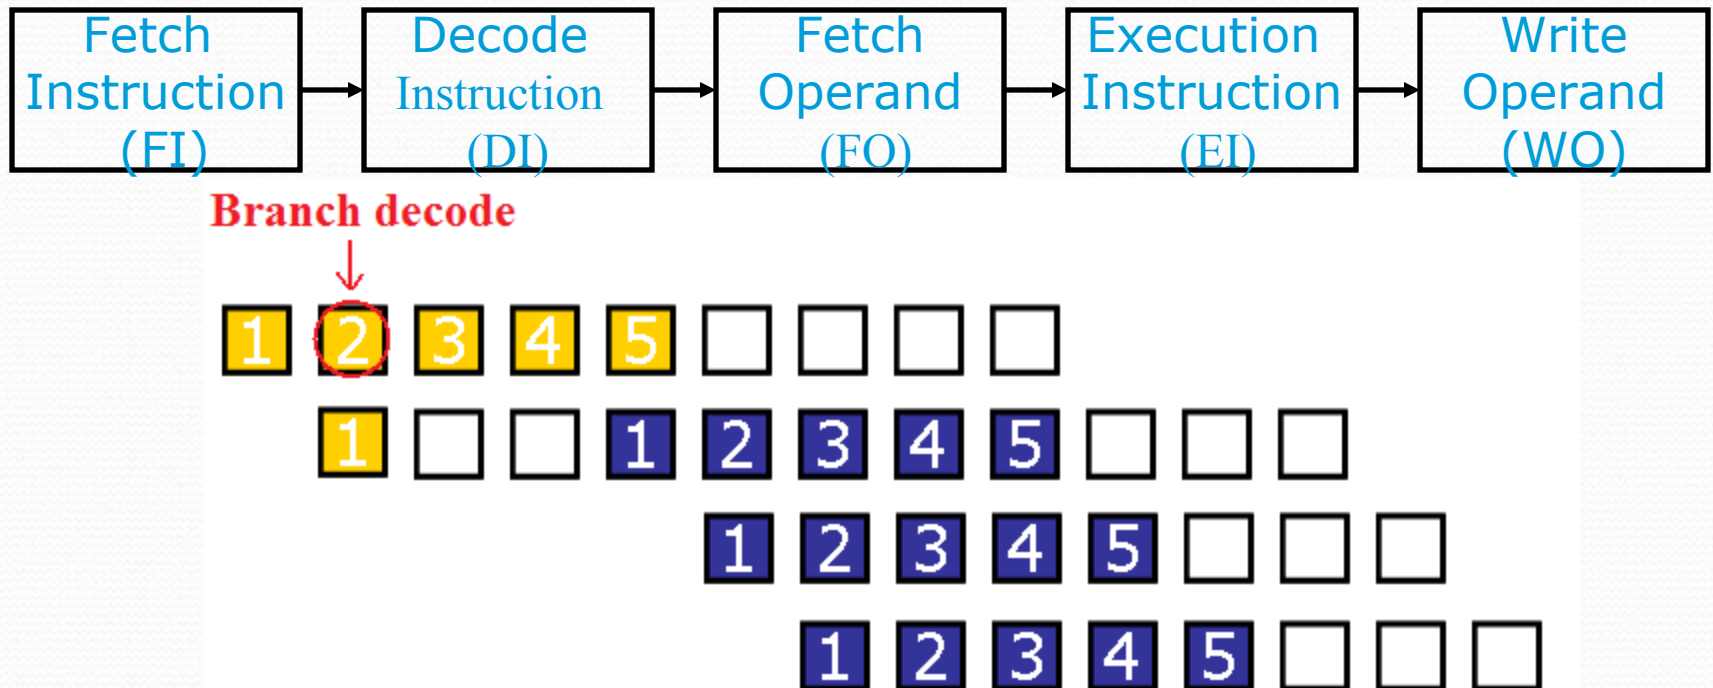 Fetch
Instruction
(FI)
Decode
Instruction
(DI)
Fetch
Operand
(FO)
Execution
Instruction
(EI)
Write
Operand
(WO)
Branch decode
1 2 3 4 5
1 1 2 3 4 5
1 2 3 4 5
1 2 3 4 5